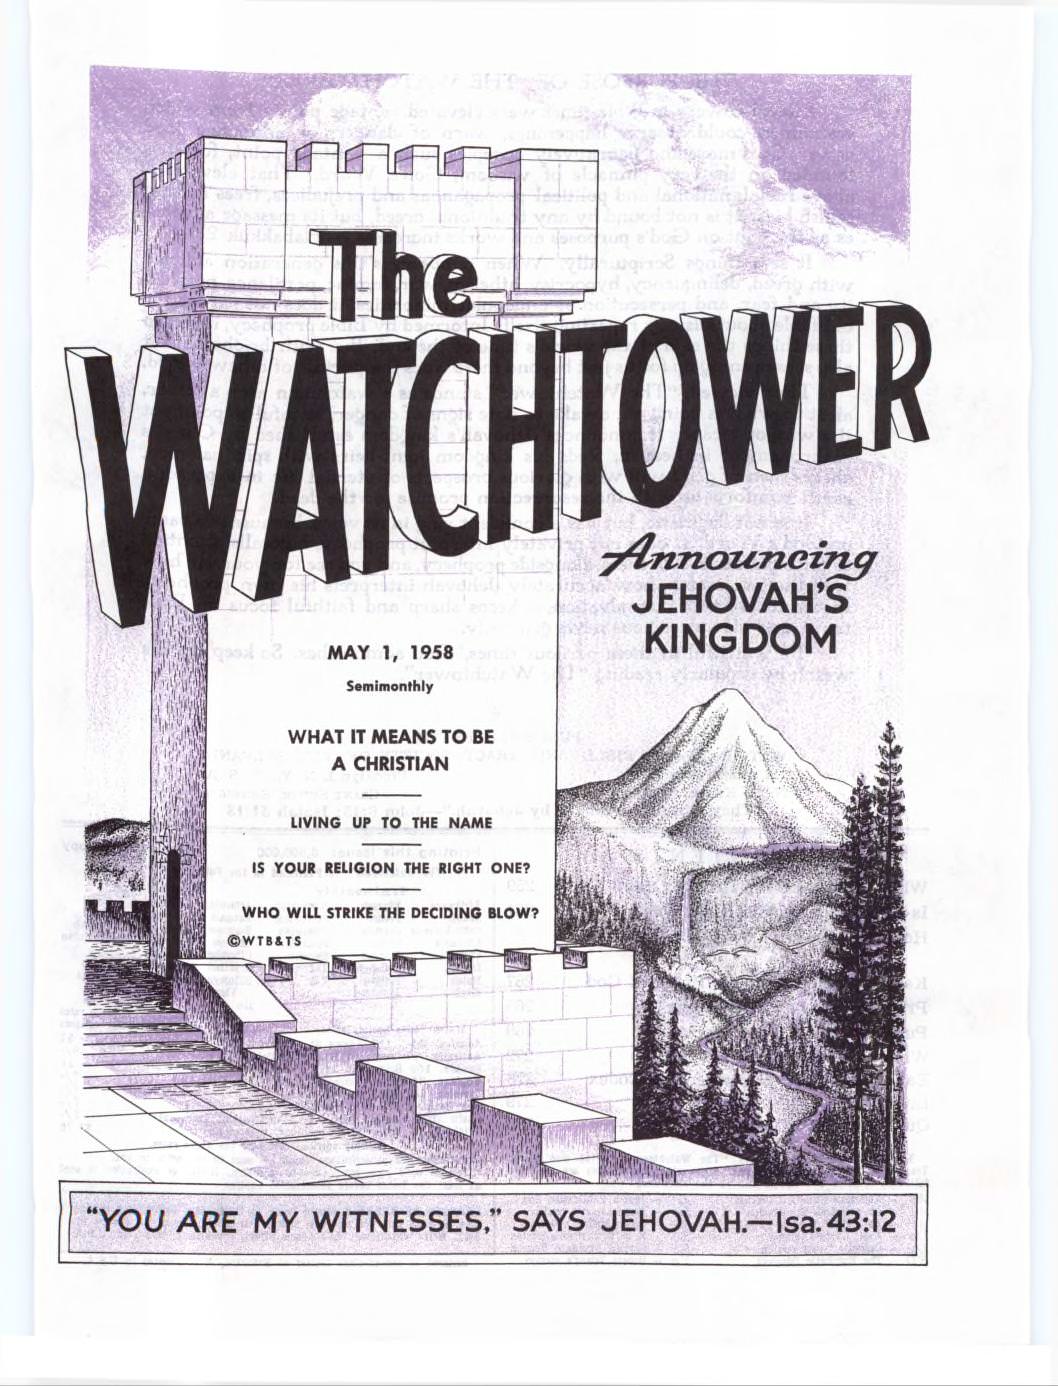 The
WATCHTOWER
Announcing
JEHOVAH'S
KINGDOM
MAY 1, 1958
Semimonthly
WHAT IT MEANS TO BE
A CHRISTIAN
LIVING UP TO THE NAME
IS YOUR RELIGION THE RIGHT ONE?
WHO WILL STRIKE THE DECIDING BLOW?
©WTB&TS
"YOU ARE MY WITNESSES," SAYS JEHOVAH.—Isa. 43:12